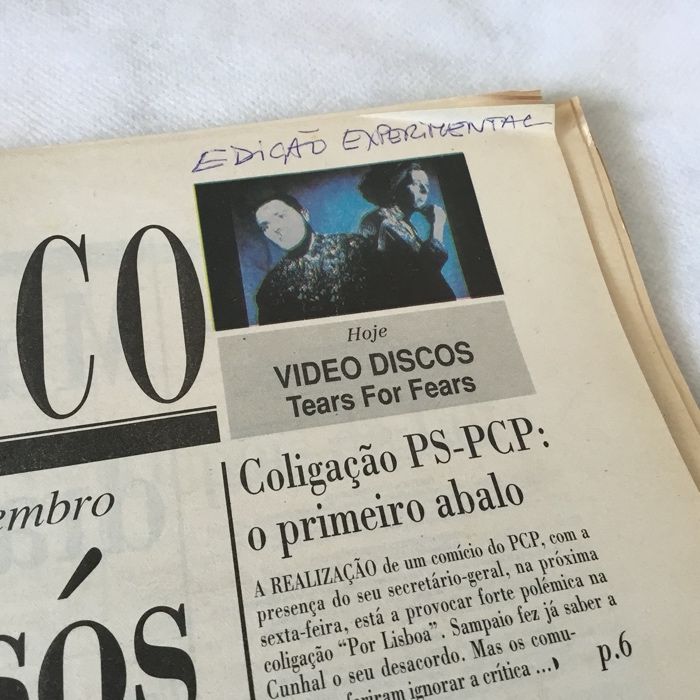 EDIÇÃO EXPERIMENTAL
CO
Hoje
VIDEO DISCOS
Tears For Fears
embro
sós
Coligação PS-PCP:
o primeiro abalo
A REALIZAÇÃO de um comício do PCP, com a
presença do seu secretário-geral, na próxima
sexta-feira, está a provocar forte polémica na
coligação "Por Lisboa". Sampaio fez já saber a
Cunhal o seu desacordo. Mas os comu-
ignorar a crítica ...
p.6